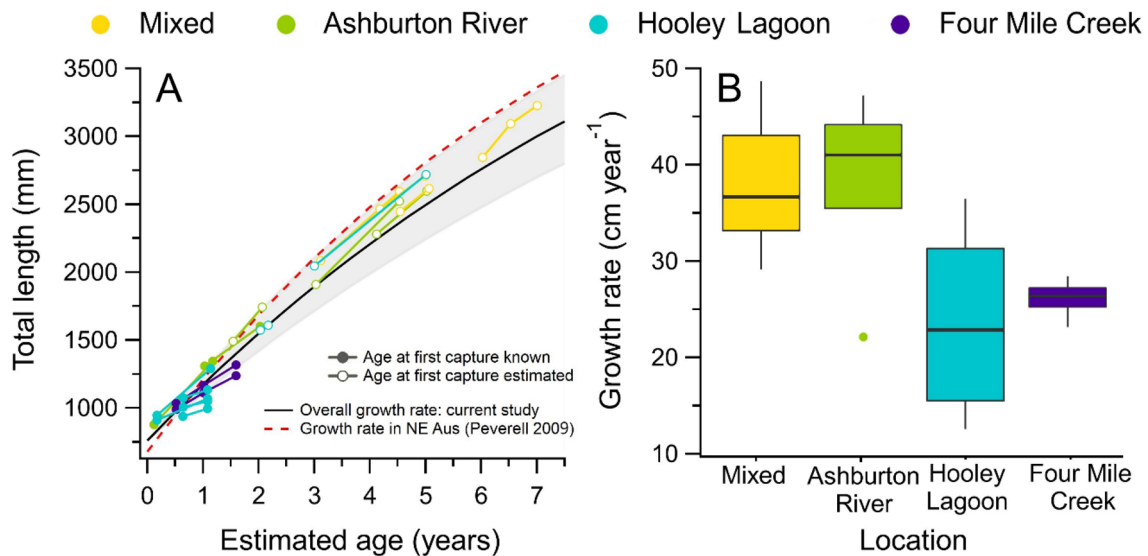 Mixed
Ashburton River
Hooley Lagoon
Four Mile Creek
A
Total length (mm)
3500
3000
2500
2000
1500
1000
Age at first capture known
Age at first capture estimated
Overall growth rate: current study
Growth rate in NE Aus (Peverell 2009)
0 1 2 3 4 5 6 7
Estimated age (years)
B
Growth rate (cm year⁻¹)
50
40
30
20
10
Mixed
Ashburton
River
Hooley
Lagoon
Four Mile
Creek
Location